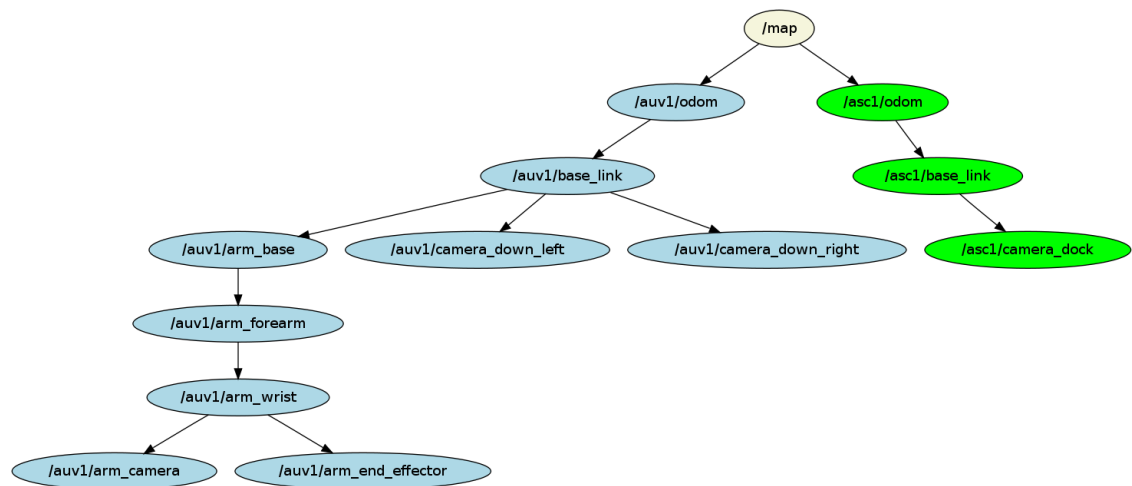 /map
/auv1/odom
/asc1/odom
/auv1/base_link
/asc1/base_link
/auv1/arm_base
/auv1/camera_down_left
/auv1/camera_down_right
/asc1/camera_dock
/auv1/arm_forearm
/auv1/arm_wrist
/auv1/arm_camera
/auv1/arm_end_effector